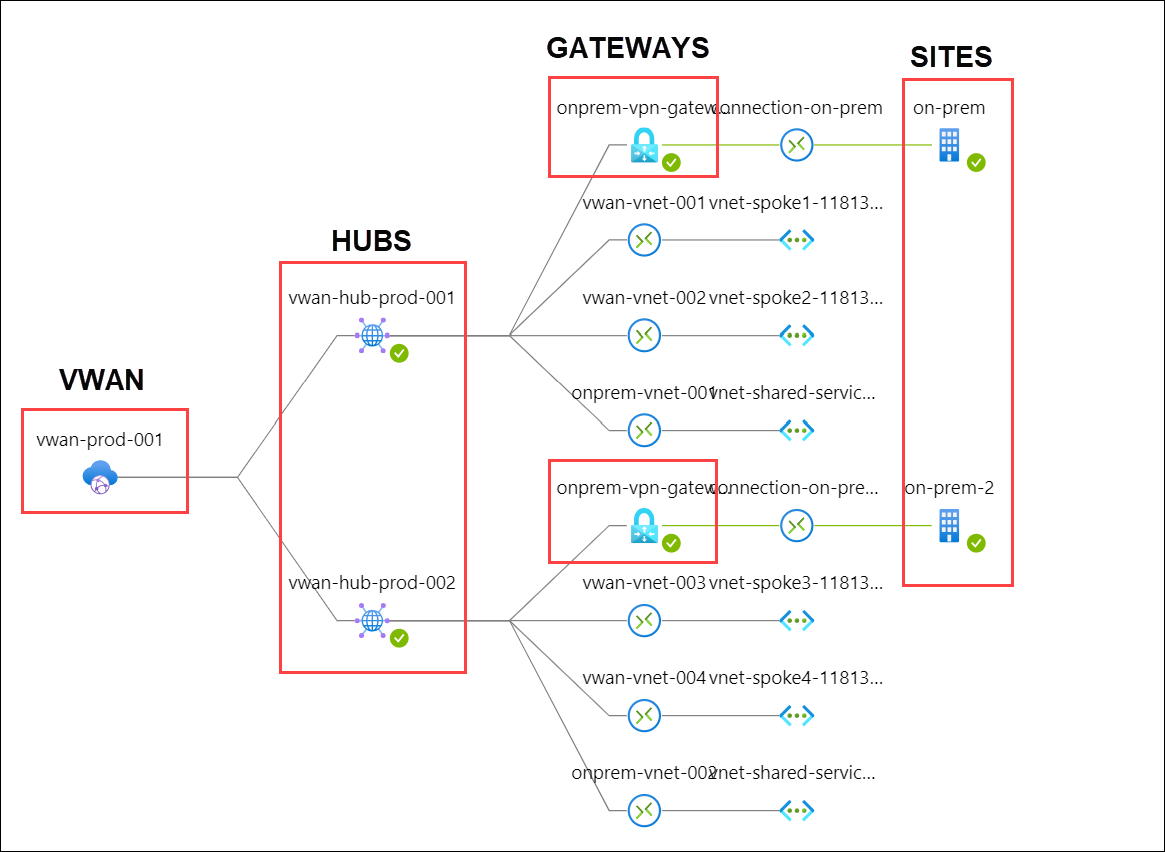 GATEWAYS
SITES
onprem-vpn-gatew... connection-on-prem on-prem
vwan-vnet-001 vnet-spoke1-11813...
HUBS
vwan-hub-prod-001 vwan-vnet-002 vnet-spoke2-11813...
VWAN
onprem-vnet-001 vnet-shared-servic...
vwan-prod-001
onprem-vpn-gatew... connection-on-pre... on-prem-2
vwan-hub-prod-002 vwan-vnet-003 vnet-spoke3-11813...
vwan-vnet-004 vnet-spoke4-11813...
onprem-vnet-002 vnet-shared-servic...